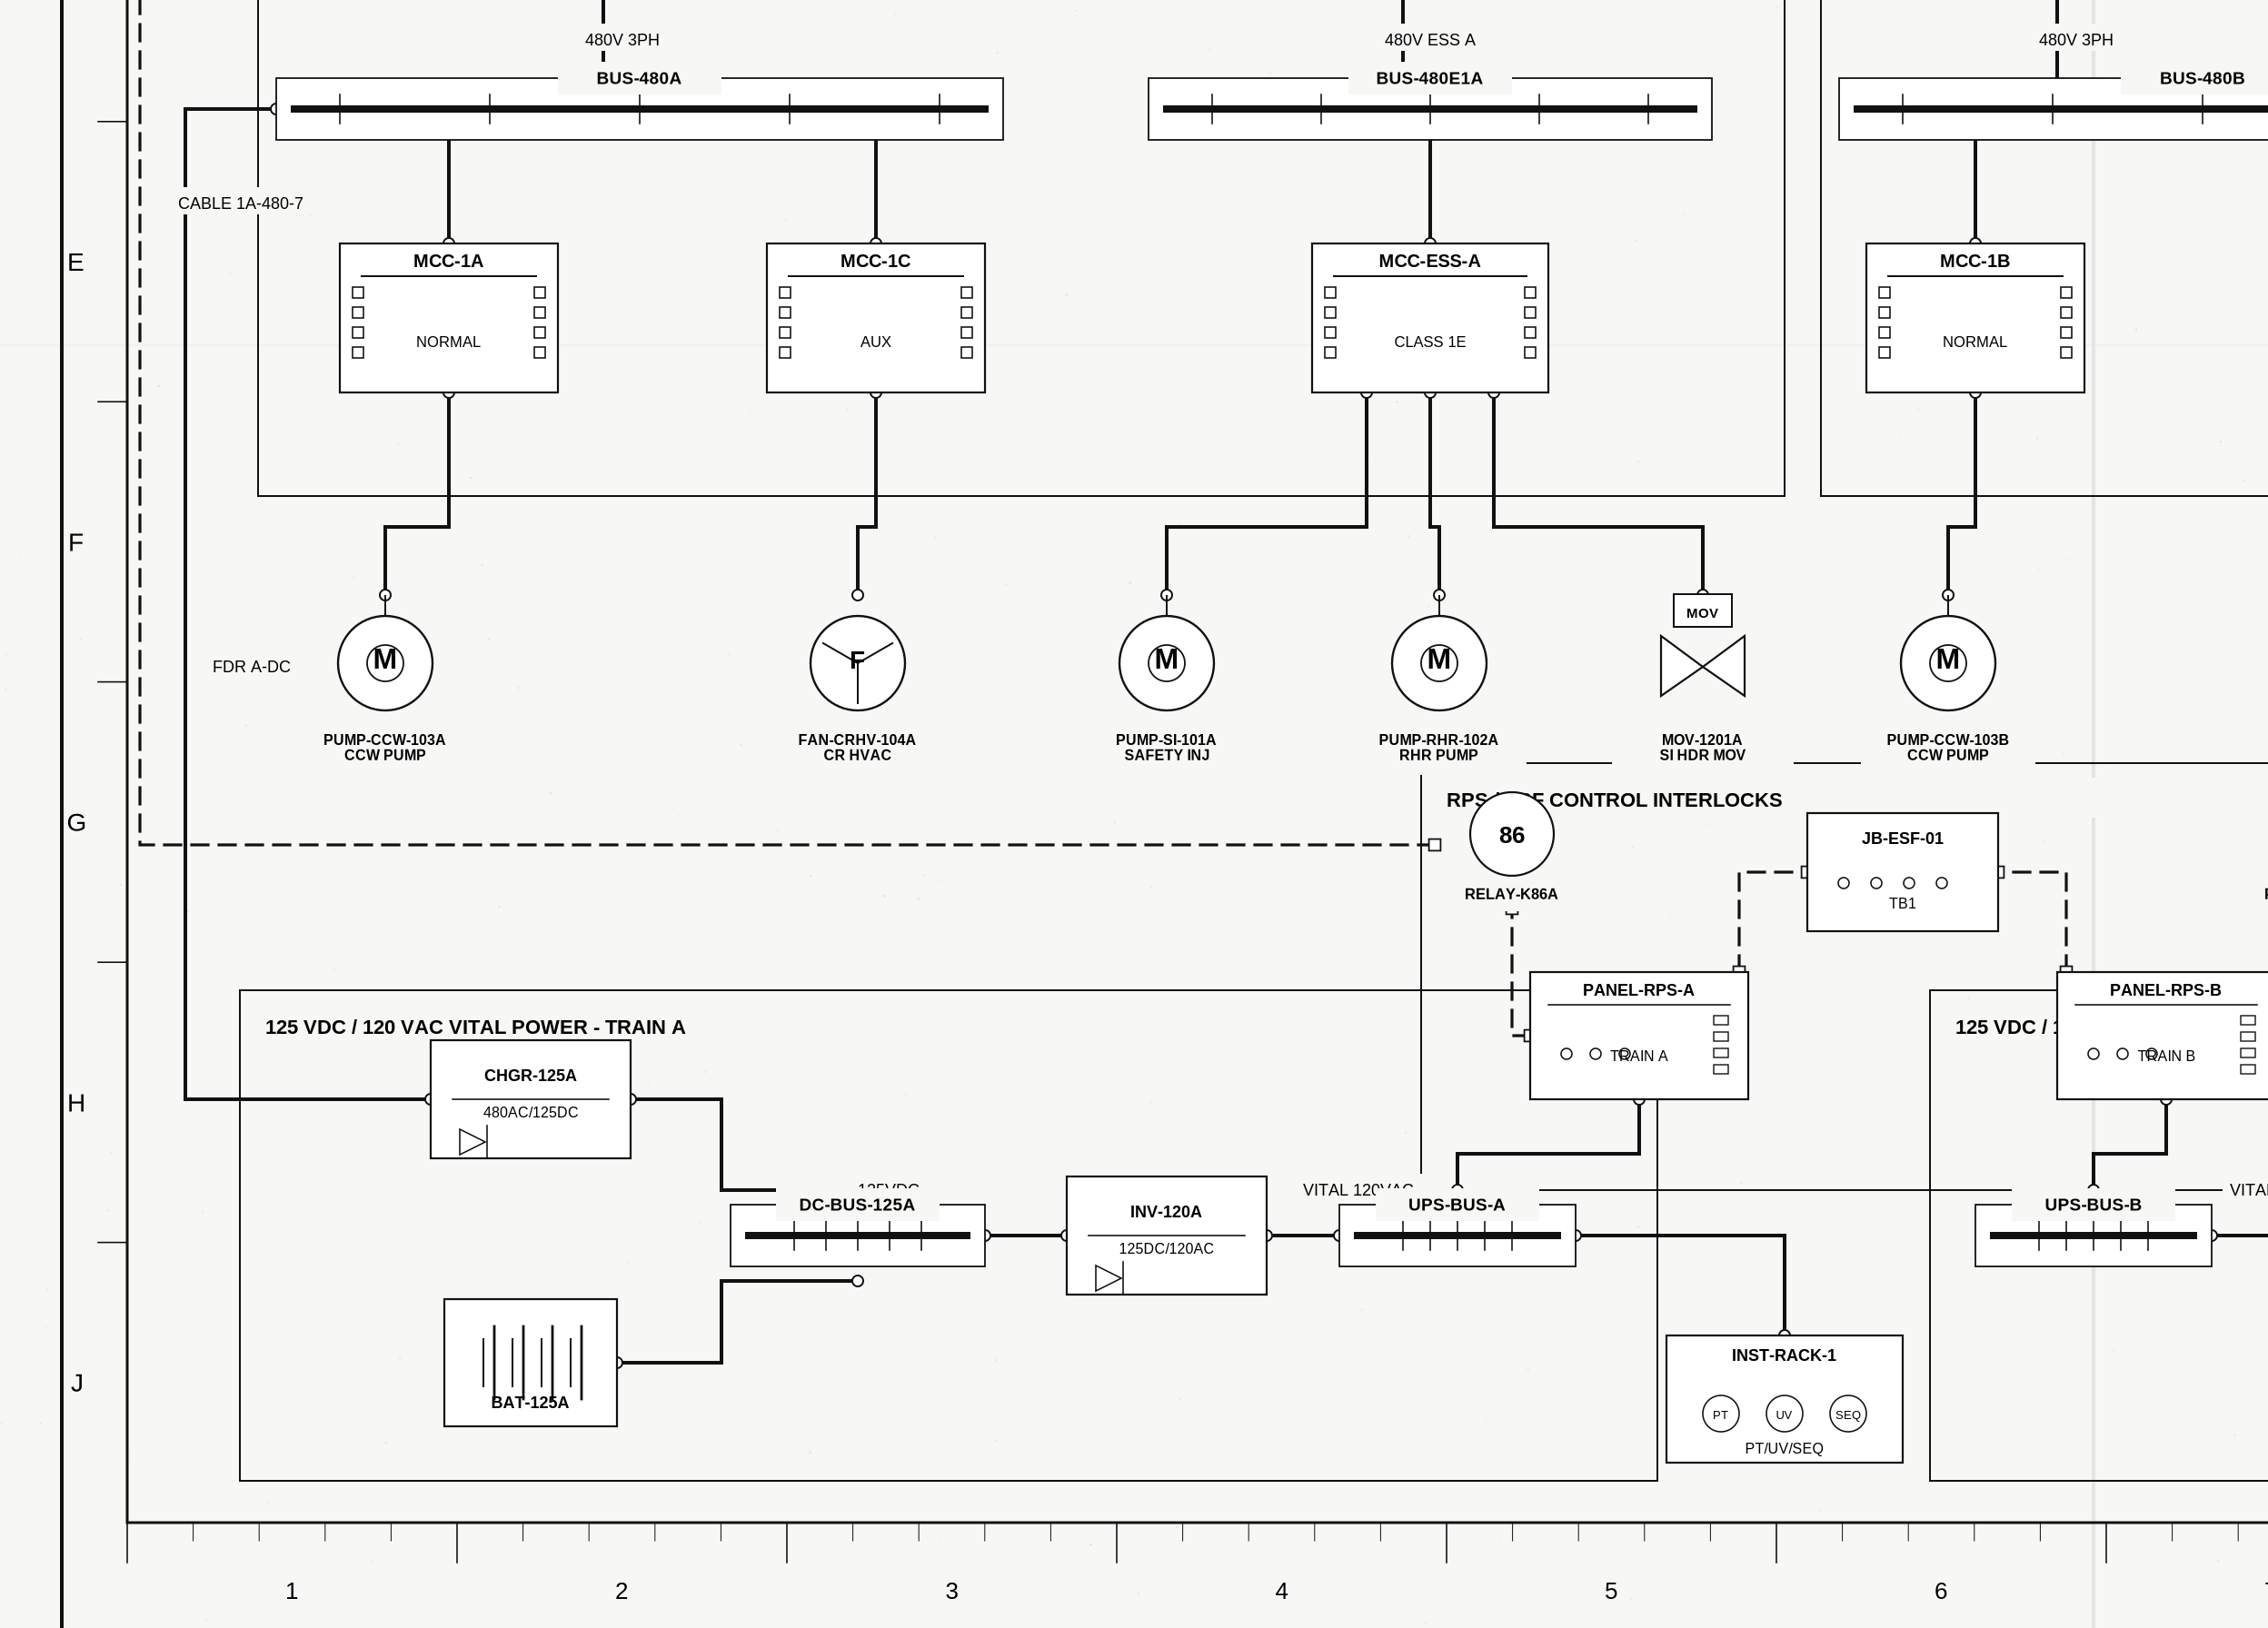 480V 3PH
480V ESS A
480V 3PH
BUS-480A
BUS-480E1A
BUS-480B
CABLE 1A-480-7
E
MCC-1A
MCC-1C
MCC-ESS-A
MCC-1B
NORMAL
AUX
CLASS 1E
NORMAL
F
MOV
FDR A-DC
M
F
M
M
M
PUMP-CCW-103A
CCW PUMP
FAN-CRHV-104A
CR HVAC
PUMP-SI-101A
SAFETY INJ
PUMP-RHR-102A
RHR PUMP
MOV-1201A
SI HDR MOV
PUMP-CCW-103B
CCW PUMP
RPS CONTROL INTERLOCKS
G
86
JB-ESF-01
RELAY-K86A
TB1
PANEL-RPS-A
PANEL-RPS-B
125 VDC / 120 VAC VITAL POWER - TRAIN A
125 VDC /
TRAIN A
TRAIN B
H
CHGR-125A
480AC/125DC
125VDC
VITAL 120VAC
DC-BUS-125A
INV-120A
125DC/120AC
UPS-BUS-A
UPS-BUS-B
J
BAT-125A
INST-RACK-1
PT
UV
SEQ
PT/UV/SEQ
1
2
3
4
5
6